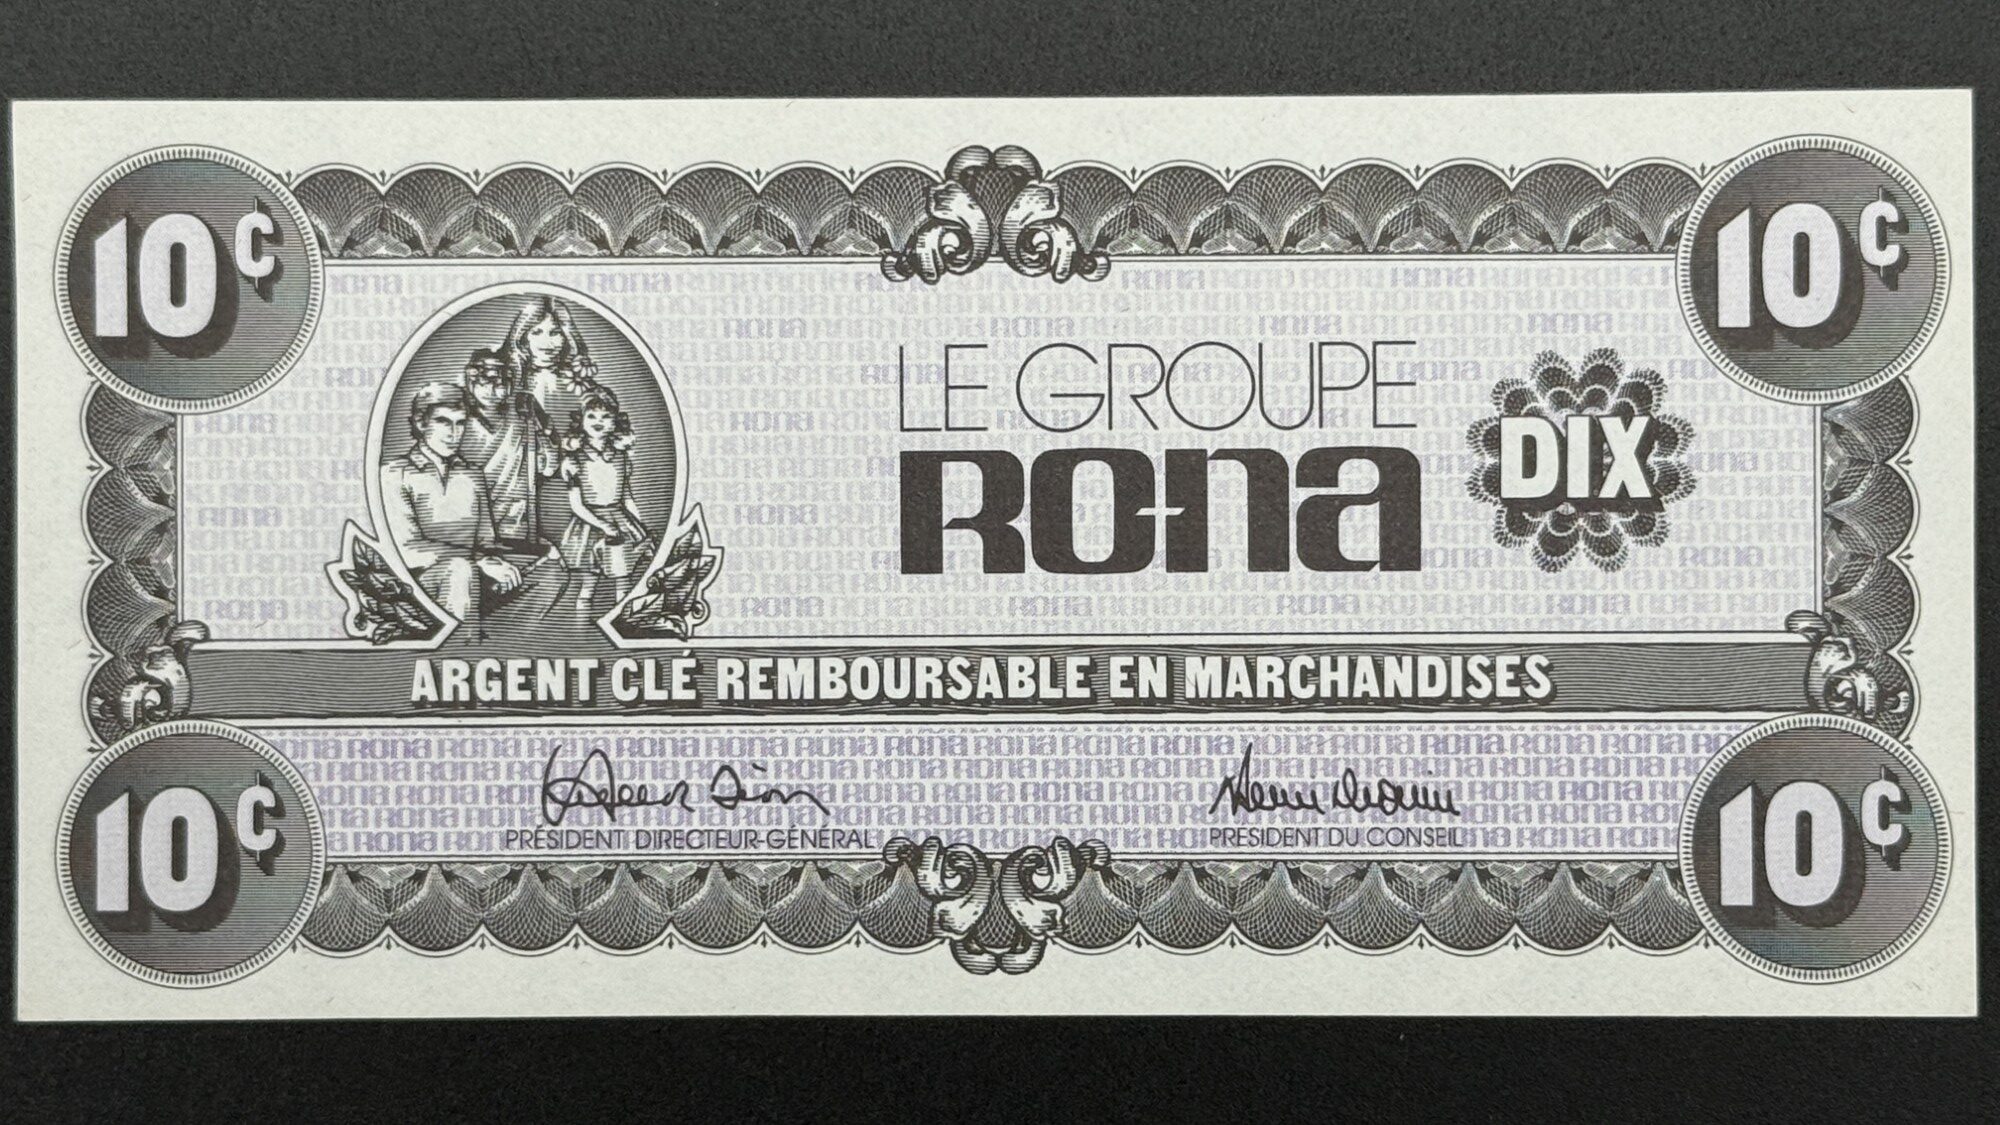 10¢ 10¢
LE GROUPE
RONA
DIX
ARGENT CLÉ REMBOURSABLE EN MARCHANDISES
PRÉSIDENT DIRECTEUR-GÉNÉRAL PRÉSIDENT DU CONSEIL
10¢ 10¢